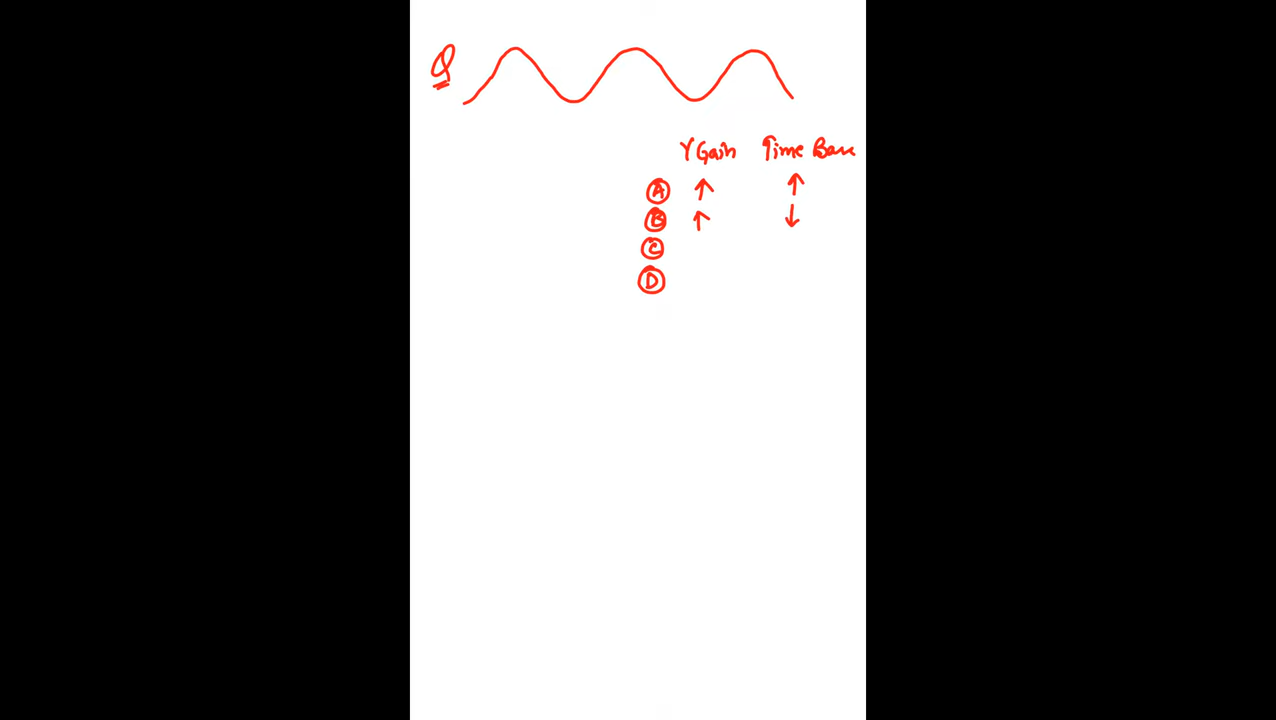 Q
Y Gain Time Base
A ↑ ↑
B ↑ ↓
C
D